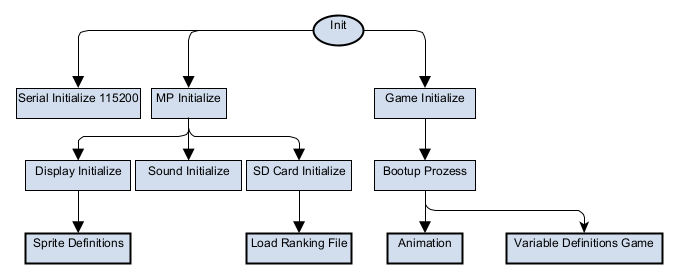 Init
Serial Initialize 115200
MP Initialize
Game Initialize
Display Initialize
Sound Initialize
SD Card Initialize
Bootup Prozess
Sprite Definitions
Load Ranking File
Animation
Variable Definitions Game